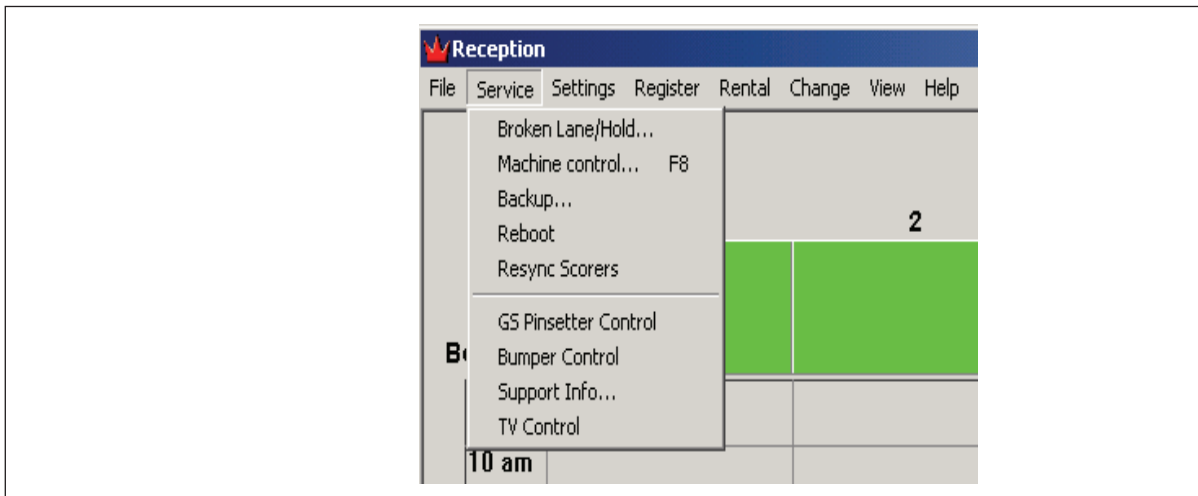 Reception
File Service Settings Register Rental Change View Help
Broken Lane/Hold...
Machine control... F8
Backup...
Reboot
Resync Scorers
2
GS Pinsetter Control
Bumper Control
Support Info...
TV Control
10 am